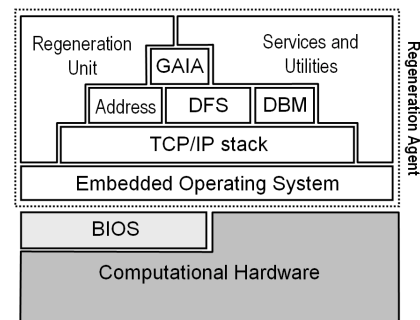 Regeneration
Unit
Services and
Utilities
GAIA
Address
DFS
DBM
TCP/IP stack
Embedded Operating System
BIOS
Computational Hardware
Regeneration Agent